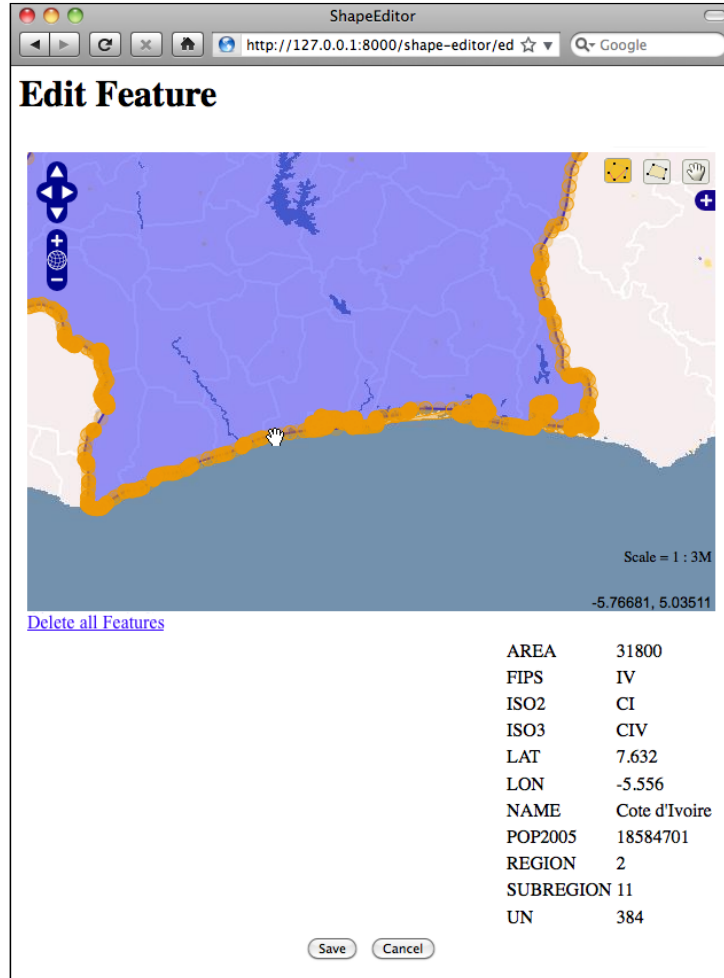 ShapeEditor
http://127.0.0.1:8000/shape-editor/ed
Google
Edit Feature
Scale = 1 : 3M
-5.76681, 5.03511
Delete all Features
AREA 31800
FIPS IV
ISO2 CI
ISO3 CIV
LAT 7.632
LON -5.556
NAME Cote d'Ivoire
POP2005 18584701
REGION 2
SUBREGION 11
UN 384
Save Cancel